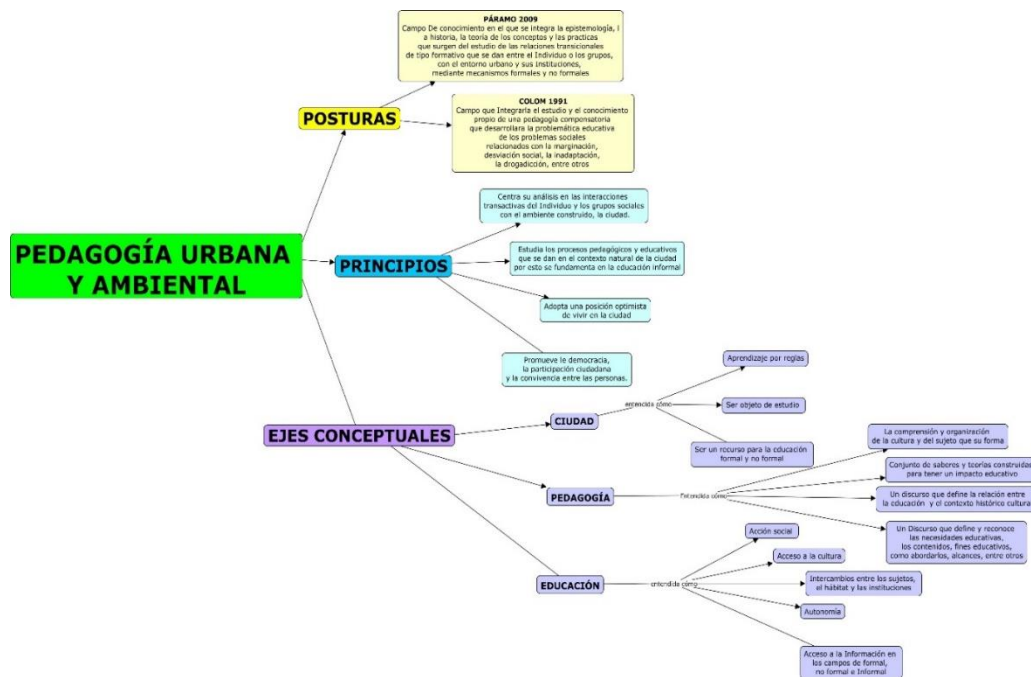 PÁRAMO 2009
Campo De conocimiento en el que se integra la epistemología, l
a historia, la teoría de los conceptos y las practicas
que surgen del estudio de las relaciones transicionales
de tipo formativo que se dan entre el Individuo o los grupos,
con el entorno urbano y sus instituciones,
mediante mecanismos formales y no formales
POSTURAS
COLOM 1991
Campo que Integraría el estudio y el conocimiento
propio de una pedagogía compensatoria
que desarrollara la problemática educativa
de los problemas sociales
relacionados con la marginación,
desviación social, la inadaptación,
la drogadicción, entre otros
PEDAGOGÍA URBANA
Y AMBIENTAL
PRINCIPIOS
Centra su análisis en las interacciones
transactivas del Individuo y los grupos sociales
con el ambiente construido, la ciudad.
Estudia los procesos pedagógicos y educativos
que se dan en el contexto natural de la ciudad
por esto se fundamenta en la educación informal
Adopta una posición optimista
de vivir en la ciudad
Promueve le democracia,
la participación ciudadana
y la convivencia entre las personas.
EJES CONCEPTUALES
CIUDAD
entendida cómo
Aprendizaje por reglas
Ser objeto de estudio
Ser un recurso para la educación
formal y no formal
PEDAGOGÍA
Entendida cómo
La comprensión y organización
de la cultura y del sujeto que su forma
Conjunto de saberes y teorías construidas
para tener un impacto educativo
Un discurso que define la relación entre
la educación y el contexto histórico cultural
Un Discurso que define y reconoce
las necesidades educativas,
los contenidos, fines educativos,
como abordarlos, alcances, entre otros
EDUCACIÓN
entendida cómo
Acción social
Acceso a la cultura
Intercambios entre los sujetos,
el hábitat y las instituciones
Autonomía
Acceso a la Información en
los campos de formal,
no formal e Informal